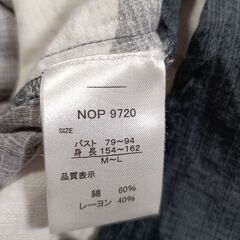 NOP 9720
SIZE
バスト 79~94
身長 154~162
M~L
品質表示
綿 60%
レーヨン 40%